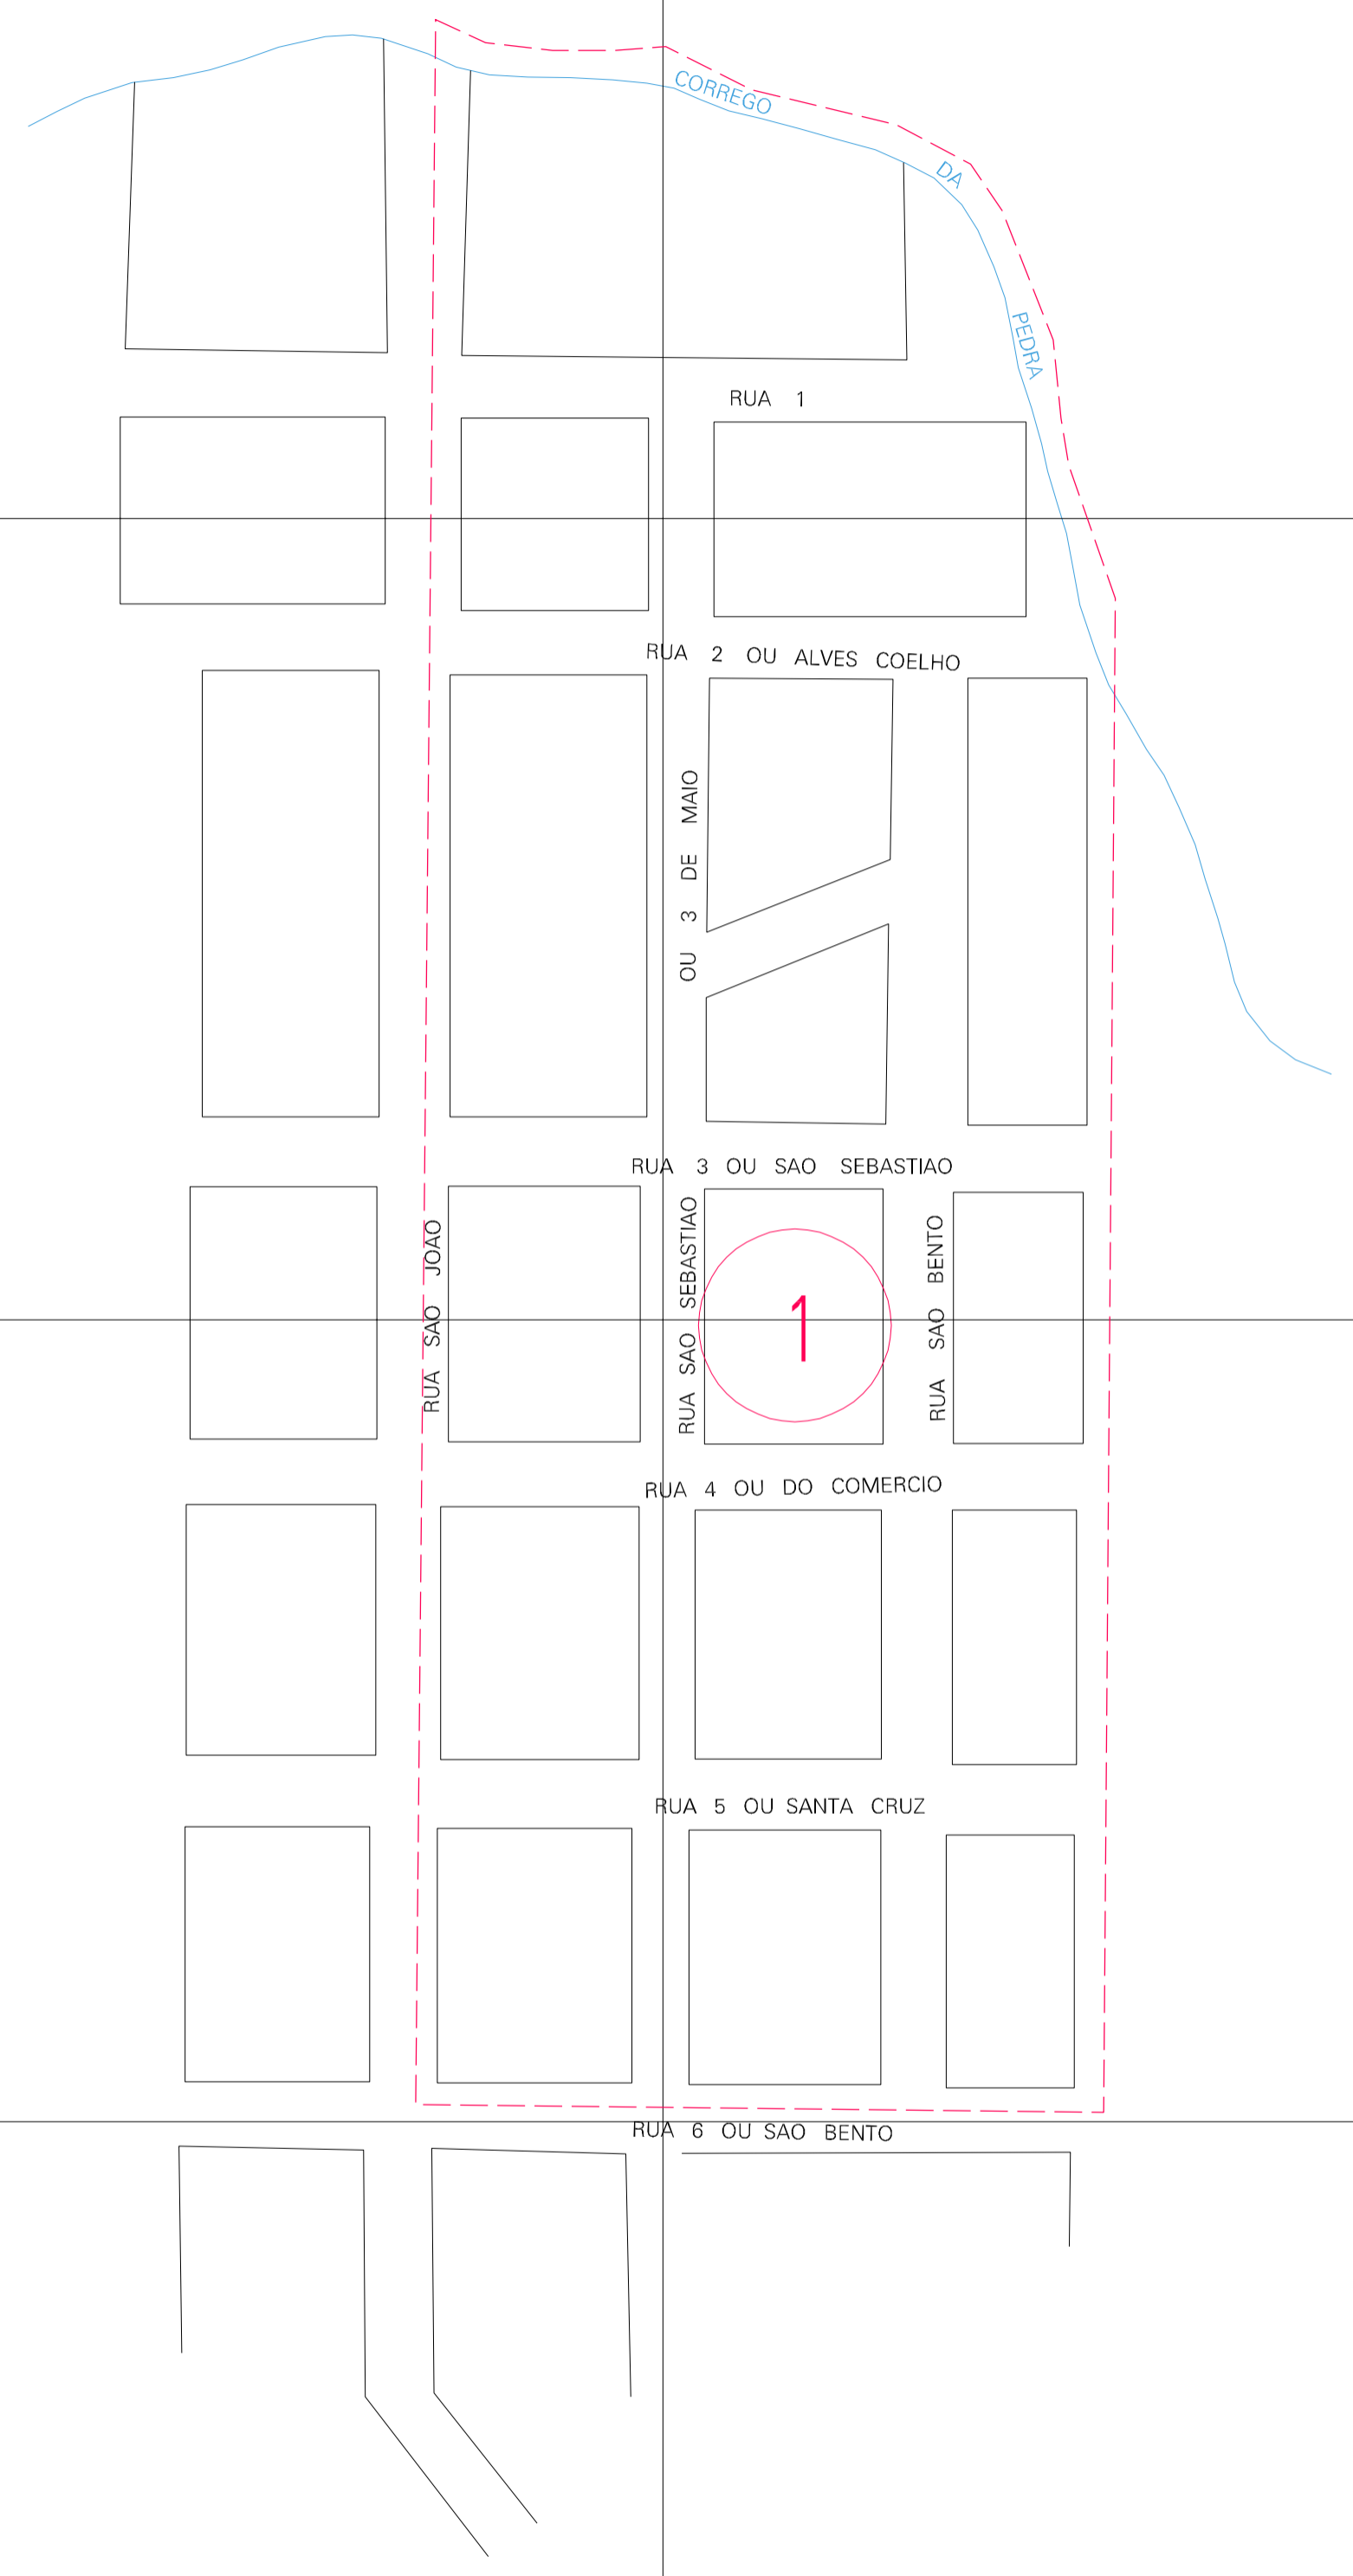 CORREGO
DA
PEDRA
RUA 1
RUA 2 OU ALVES COELHO
OU 3 DE MAIO
RUA 3 OU SAO SEBASTIAO
RUA SAO JOAO
RUA SAO SEBASTIAO
1
RUA SAO BENTO
RUA 4 OU DO COMERCIO
RUA 5 OU SANTA CRUZ
RUA 6 OU SAO BENTO